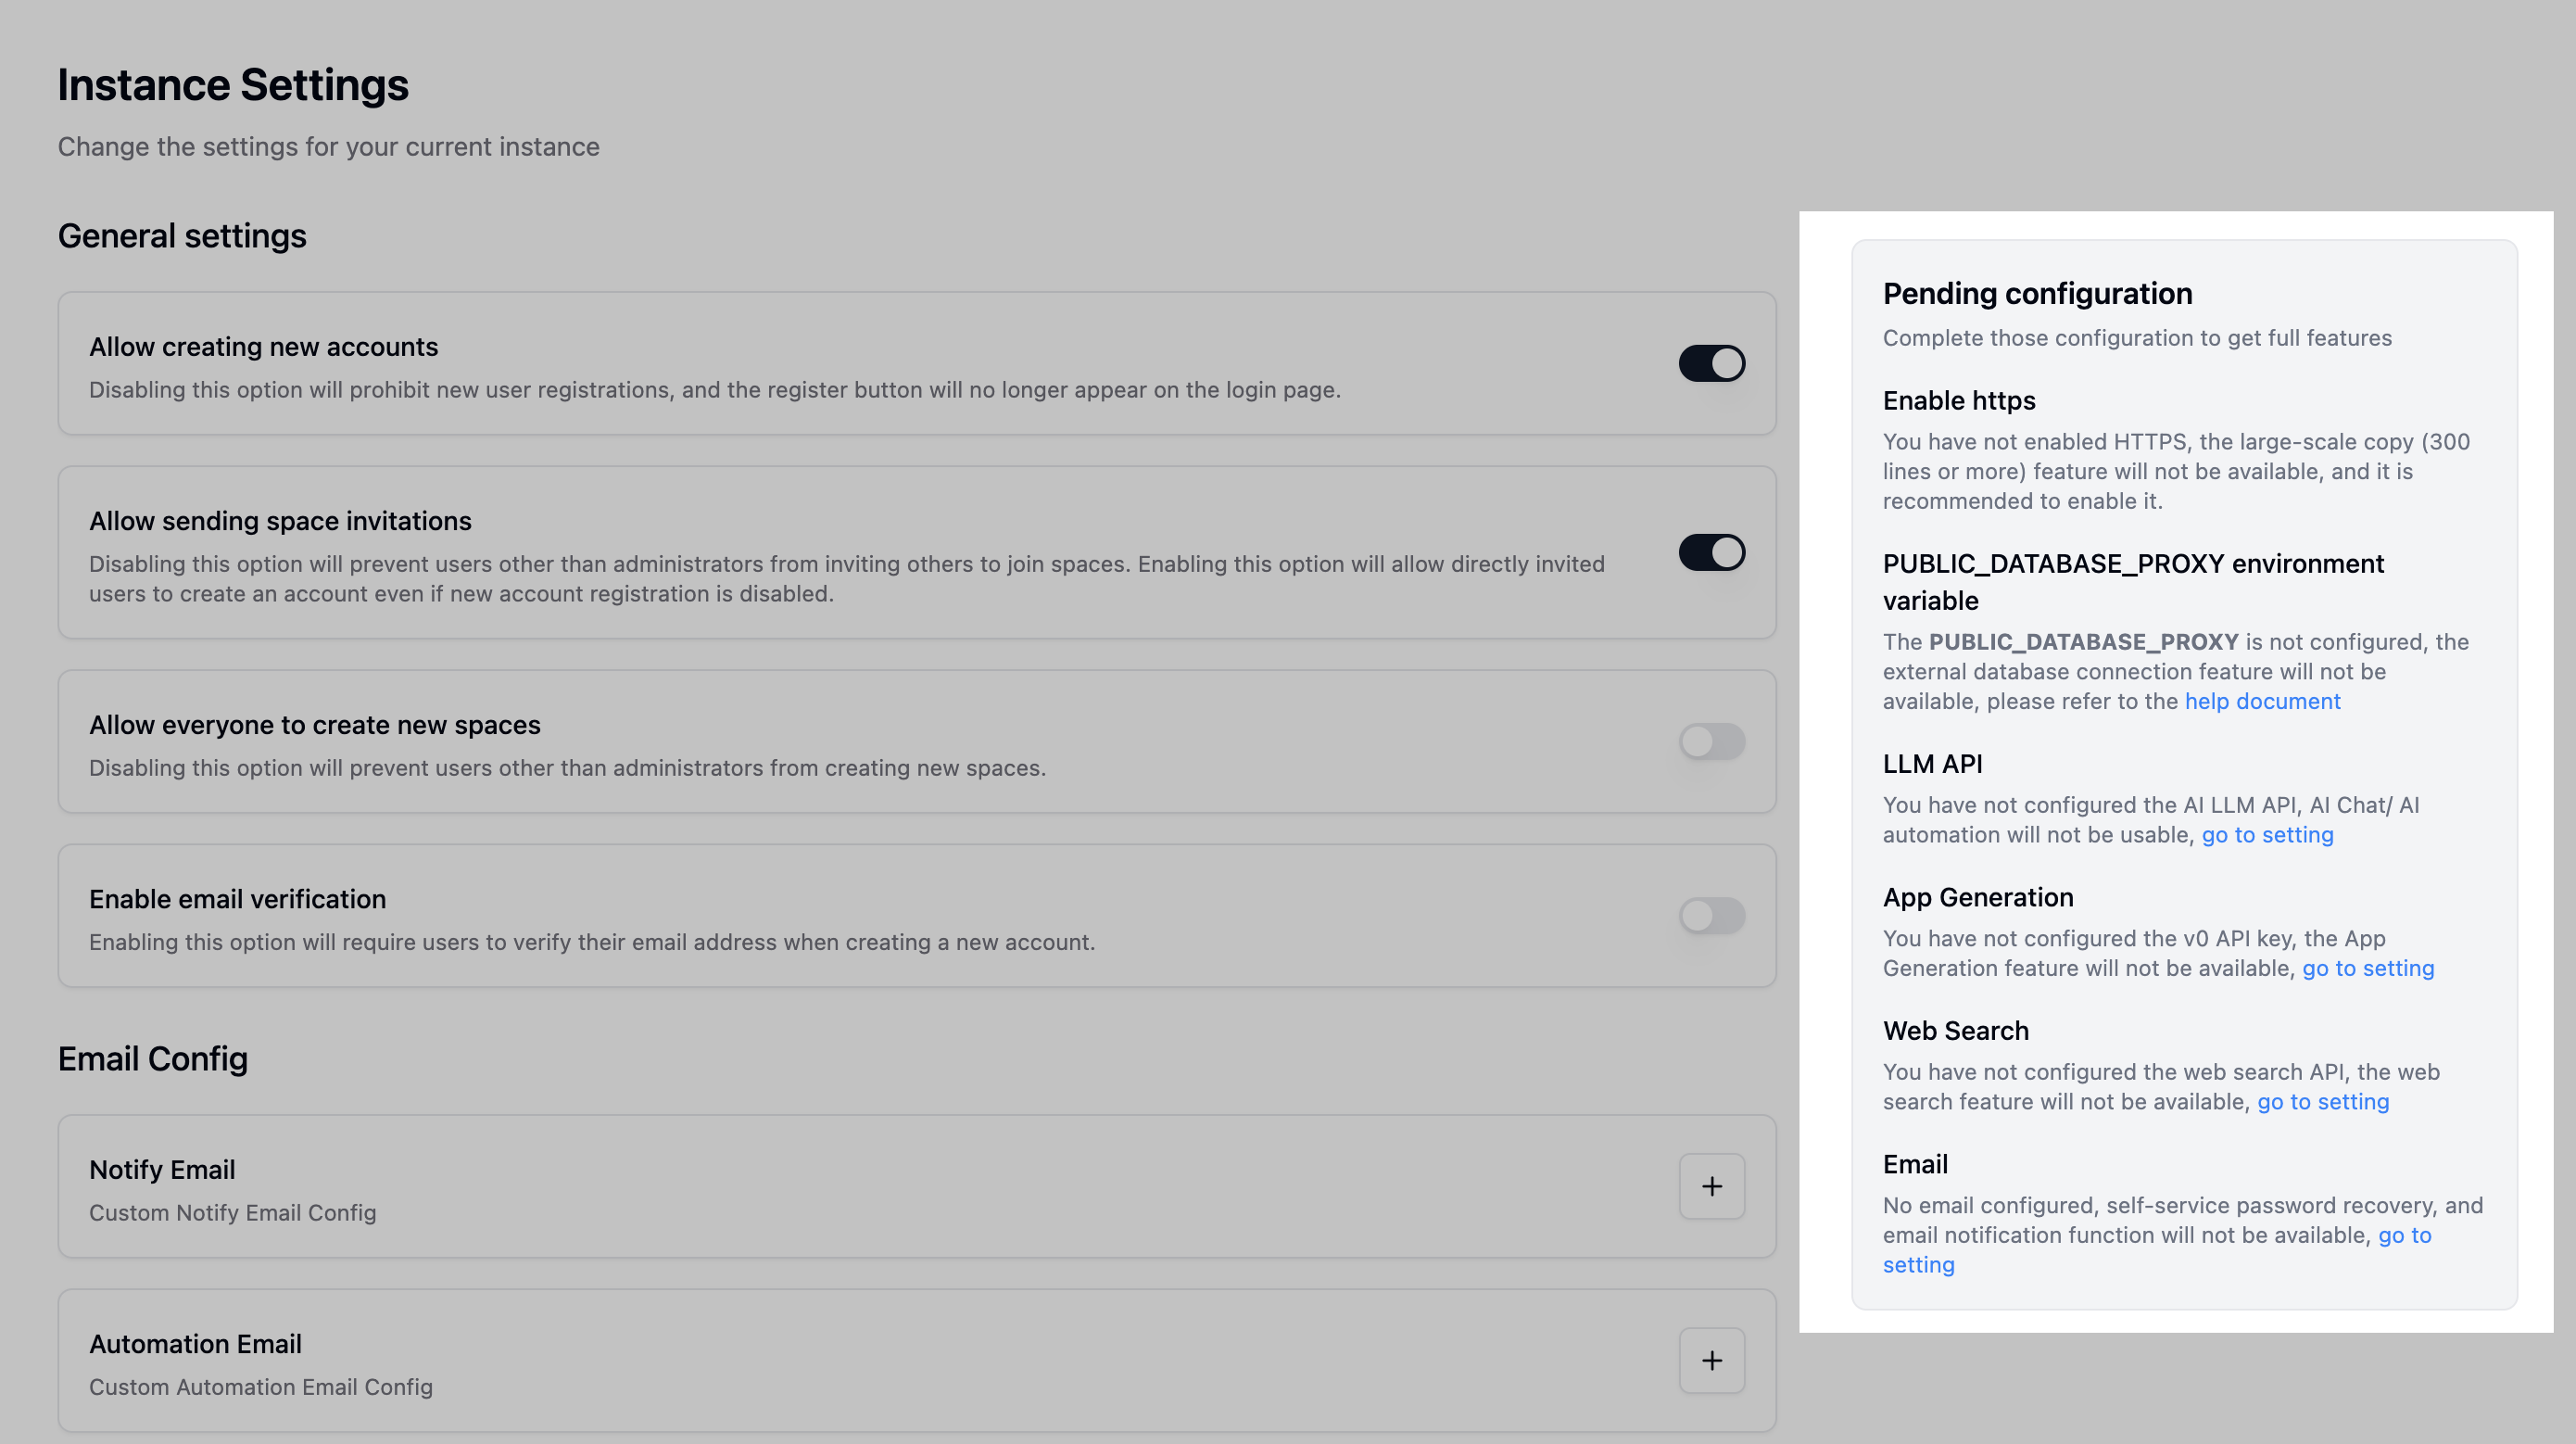 Instance Settings
Change the settings for your current instance
General settings
Allow creating new accounts
Disabling this option will prohibit new user registrations, and the register button will no longer appear on the login page.
Allow sending space invitations
Disabling this option will prevent users other than administrators from inviting others to join spaces. Enabling this option will allow directly invited
users to create an account even if new account registration is disabled.
Allow everyone to create new spaces
Disabling this option will prevent users other than administrators from creating new spaces.
Enable email verification
Enabling this option will require users to verify their email address when creating a new account.
Email Config
Notify Email
Custom Notify Email Config
Automation Email
Custom Automation Email Config
Pending configuration
Complete those configuration to get full features
Enable https
You have not enabled HTTPS, the large-scale copy (300
lines or more) feature will not be available, and it is
recommended to enable it.
PUBLIC_DATABASE_PROXY environment
variable
The PUBLIC_DATABASE_PROXY is not configured, the
external database connection feature will not be
available, please refer to the help document
LLM API
You have not configured the AI LLM API, AI Chat/ AI
automation will not be usable, go to setting
App Generation
You have not configured the v0 API key, the App
Generation feature will not be available, go to setting
Web Search
You have not configured the web search API, the web
search feature will not be available, go to setting
Email
No email configured, self-service password recovery, and
email notification function will not be available, go to
setting